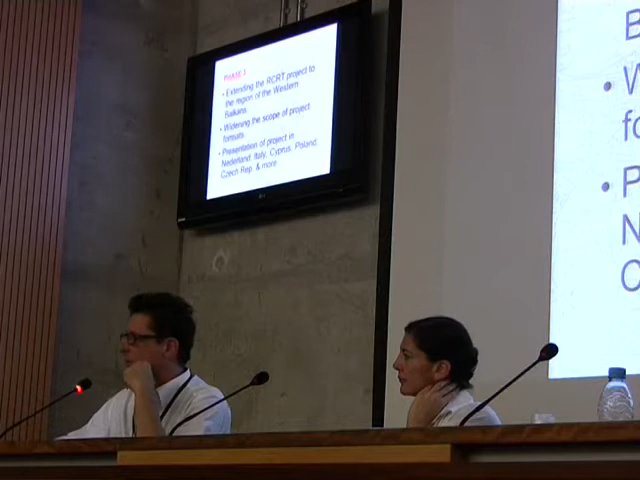 PHASE 1
• Extending the RCRT project to
the region of the Western
Balkans
• Widening the scope of project
formats
• Presentation of project in
Nederland, Italy, Cyprus, Poland,
Czech Rep. & more
B
• W
fo
• P
N
C